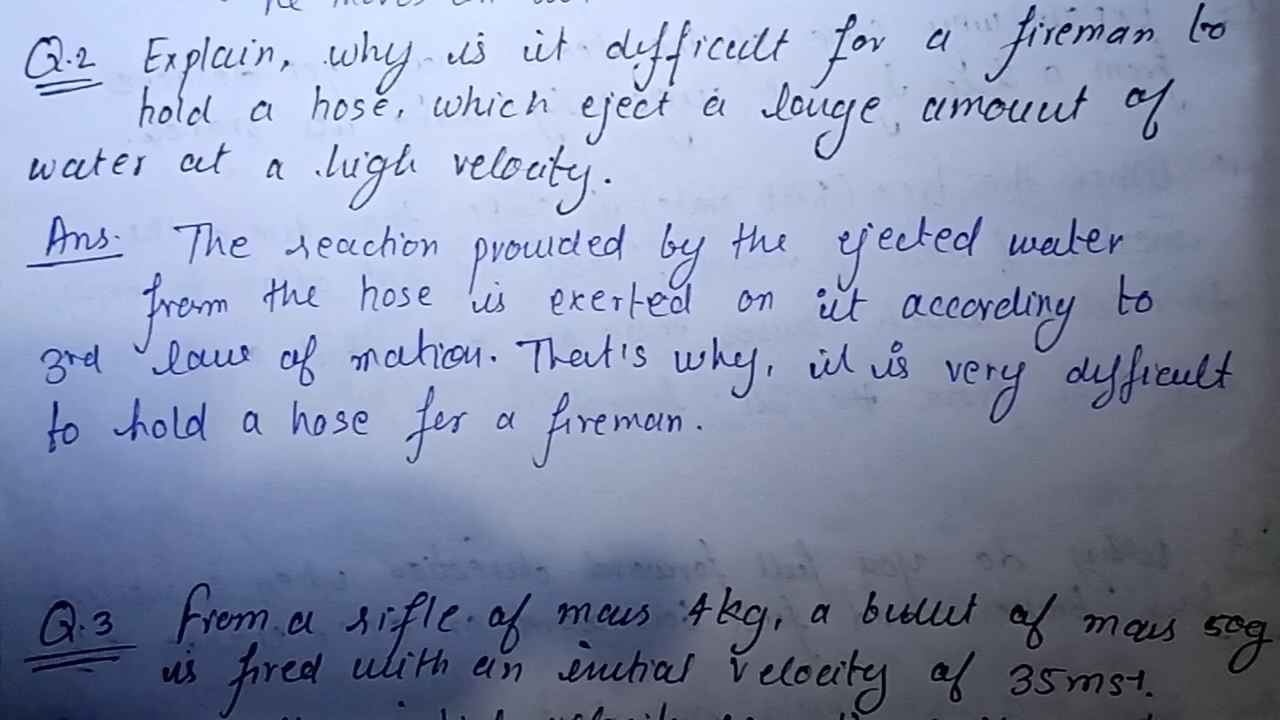 Q.2 Explain, why is it difficult for a fireman to
hold a hose, which eject a large amount of
water at a high velocity.
Ans. The reaction provided by the ejected water
from the hose is exerted on it according to
3rd law of motion. That's why, it is very difficult
to hold a hose for a fireman.
Q.3 From a rifle of mass 4kg, a bullet of mass 50g
is fired with an initial velocity of 35ms-1.
velocity